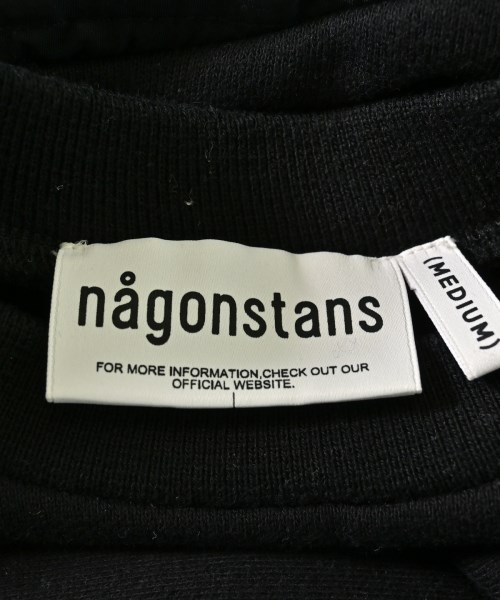 någonstans
FOR MORE INFORMATION,CHECK OUT OUR
OFFICIAL WEBSITE.
(MEDIUM)